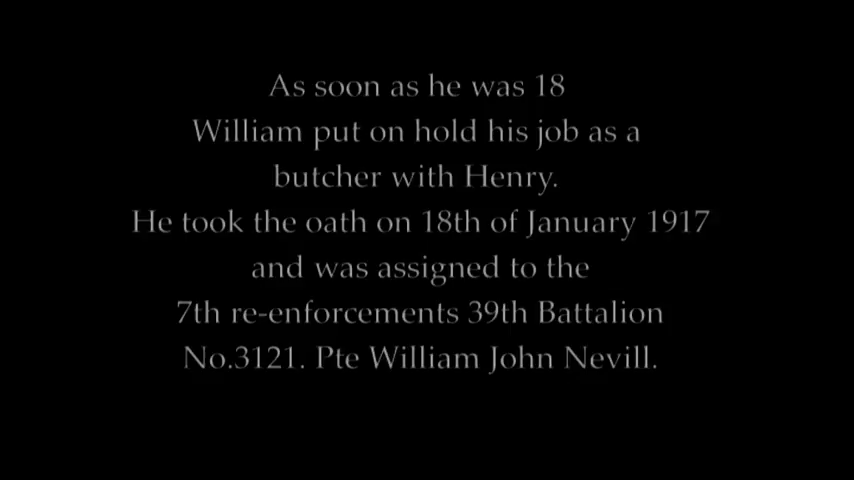 As soon as he was 18
William put on hold his job as a
butcher with Henry.
He took the oath on 18th of January 1917
and was assigned to the
7th re-enforcements 39th Battalion
No.3121. Pte William John Nevill.